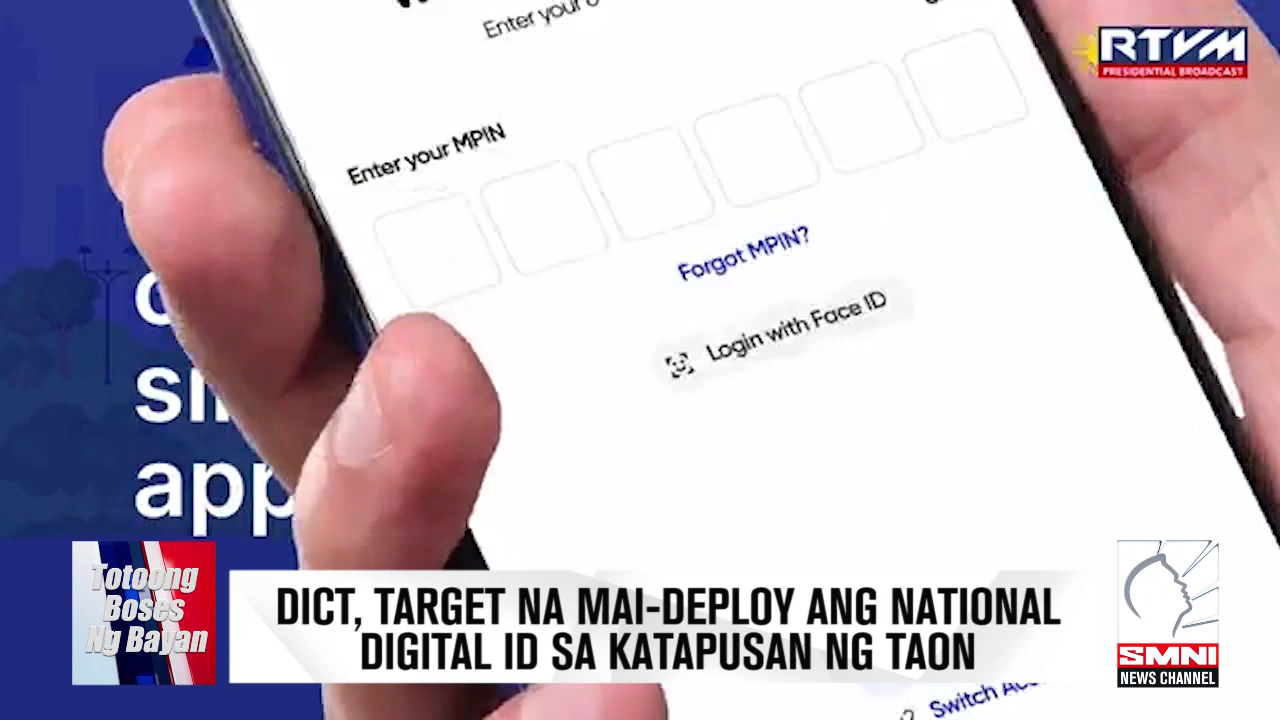 Enter your
RTVM
PRESIDENTIAL BROADCAST
Enter your MPIN
Forgot MPIN?
Login with Face ID
app
Totoong
Boses
Ng Bayan
DICT, TARGET NA MAI-DEPLOY ANG NATIONAL
DIGITAL ID SA KATAPUSAN NG TAON
SMNI
NEWS CHANNEL
Switch